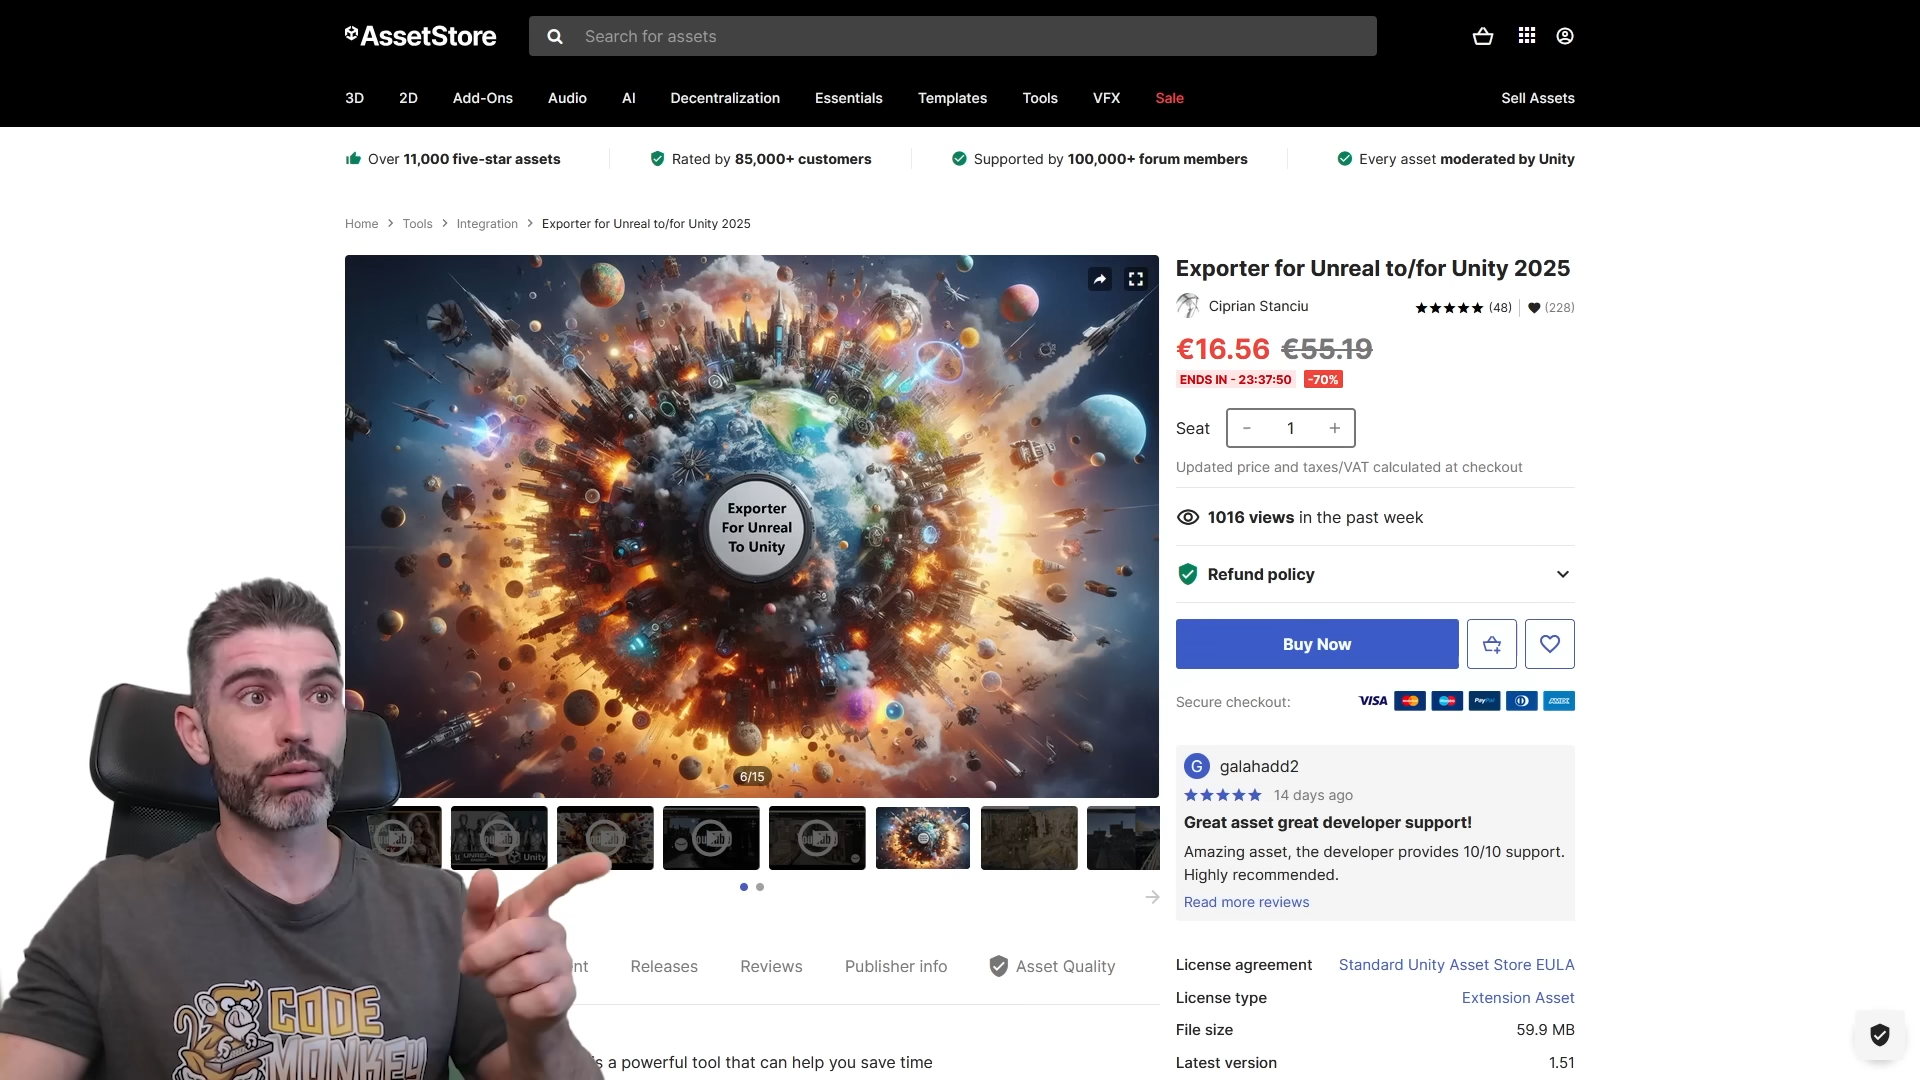 AssetStore
Search for assets
3D
2D
Add-Ons
Audio
AI
Decentralization
Essentials
Templates
Tools
VFX
Sale
Sell Assets
Over 11,000 five-star assets
Rated by 85,000+ customers
Supported by 100,000+ forum members
Every asset moderated by Unity
Home
Tools
Integration
Exporter for Unreal to/for Unity 2025
Exporter
For Unreal
To Unity
6/15
Exporter for Unreal to/for Unity 2025
Ciprian Stanciu
(48)
(228)
€16.56 €55.19
ENDS IN - 23:37:50
-70%
Seat
- 1 +
Updated price and taxes/VAT calculated at checkout
1016 views in the past week
Refund policy
Buy Now
Secure checkout:
VISA
PayPal
AMEX
G
galahadd2
14 days ago
Great asset great developer support!
Amazing asset, the developer provides 10/10 support.
Highly recommended.
Read more reviews
Unity
nt
Releases
Reviews
Publisher info
Asset Quality
s a powerful tool that can help you save time
License agreement
Standard Unity Asset Store EULA
License type
Extension Asset
File size
59.9 MB
Latest version
1.51
CODE
MONKEY